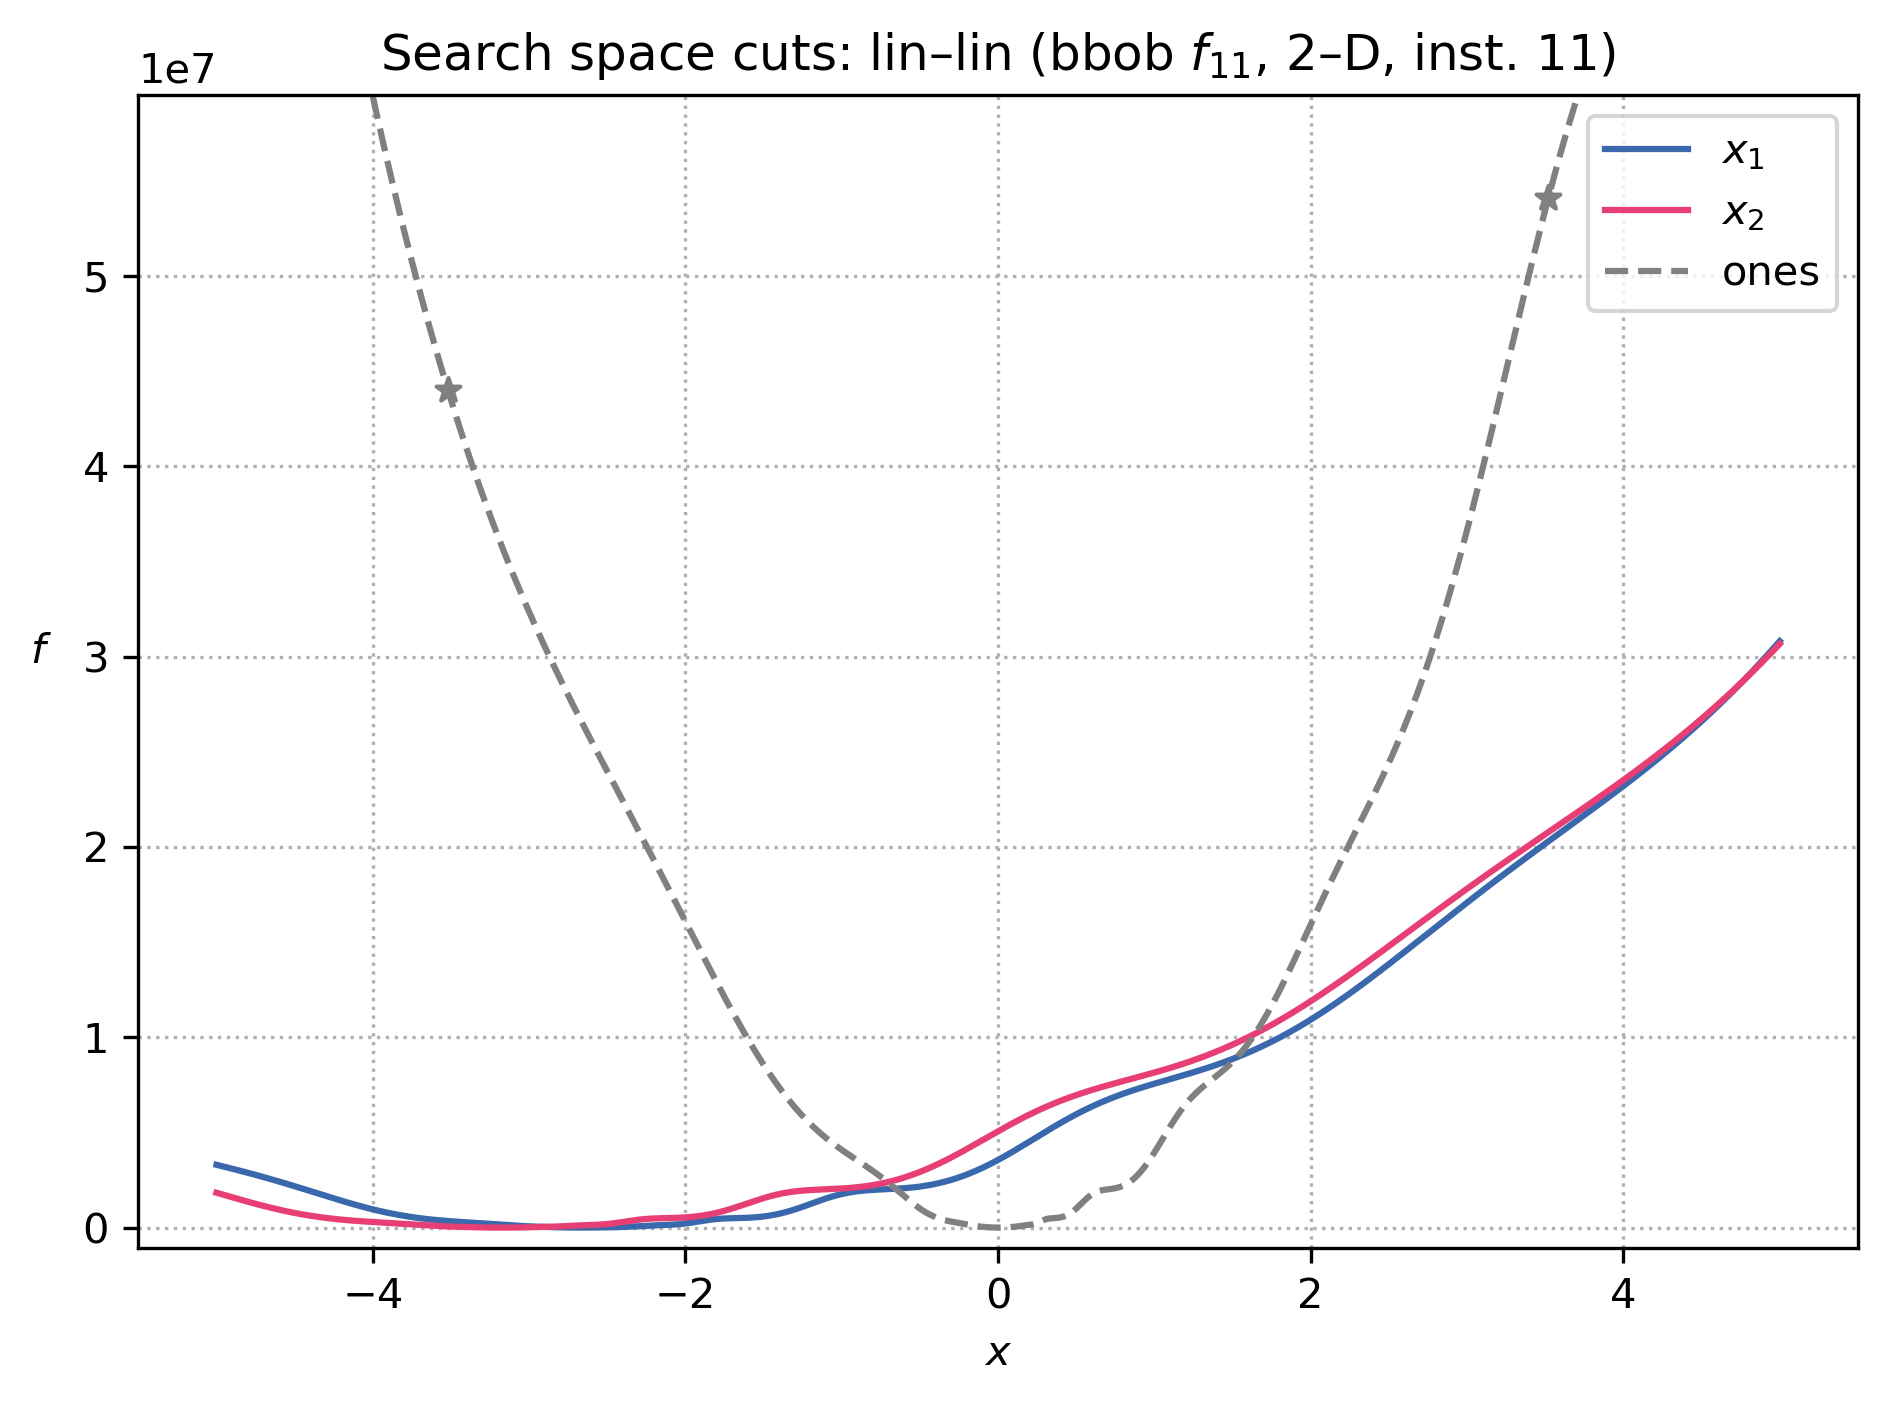 Search space cuts: lin–lin (bbob f₁₁, 2–D, inst. 11)
1e7
x₁
x₂
ones
5
4
3
2
1
0
f
−4
−2
0
2
4
x